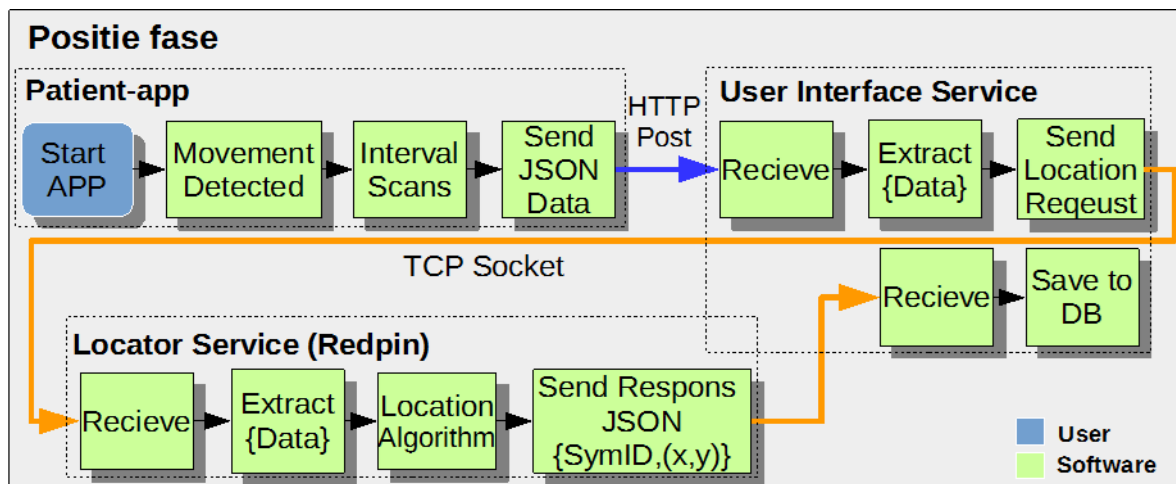 Positie fase
Patient-app
Start
APP
Movement
Detected
Interval
Scans
Send
JSON
Data
HTTP
Post
User Interface Service
Recieve
Extract
{Data}
Send
Location
Reqeust
TCP Socket
Recieve
Save to
DB
Locator Service (Redpin)
Recieve
Extract
{Data}
Location
Algorithm
Send Respons
JSON
{SymID,(x,y)}
User
Software